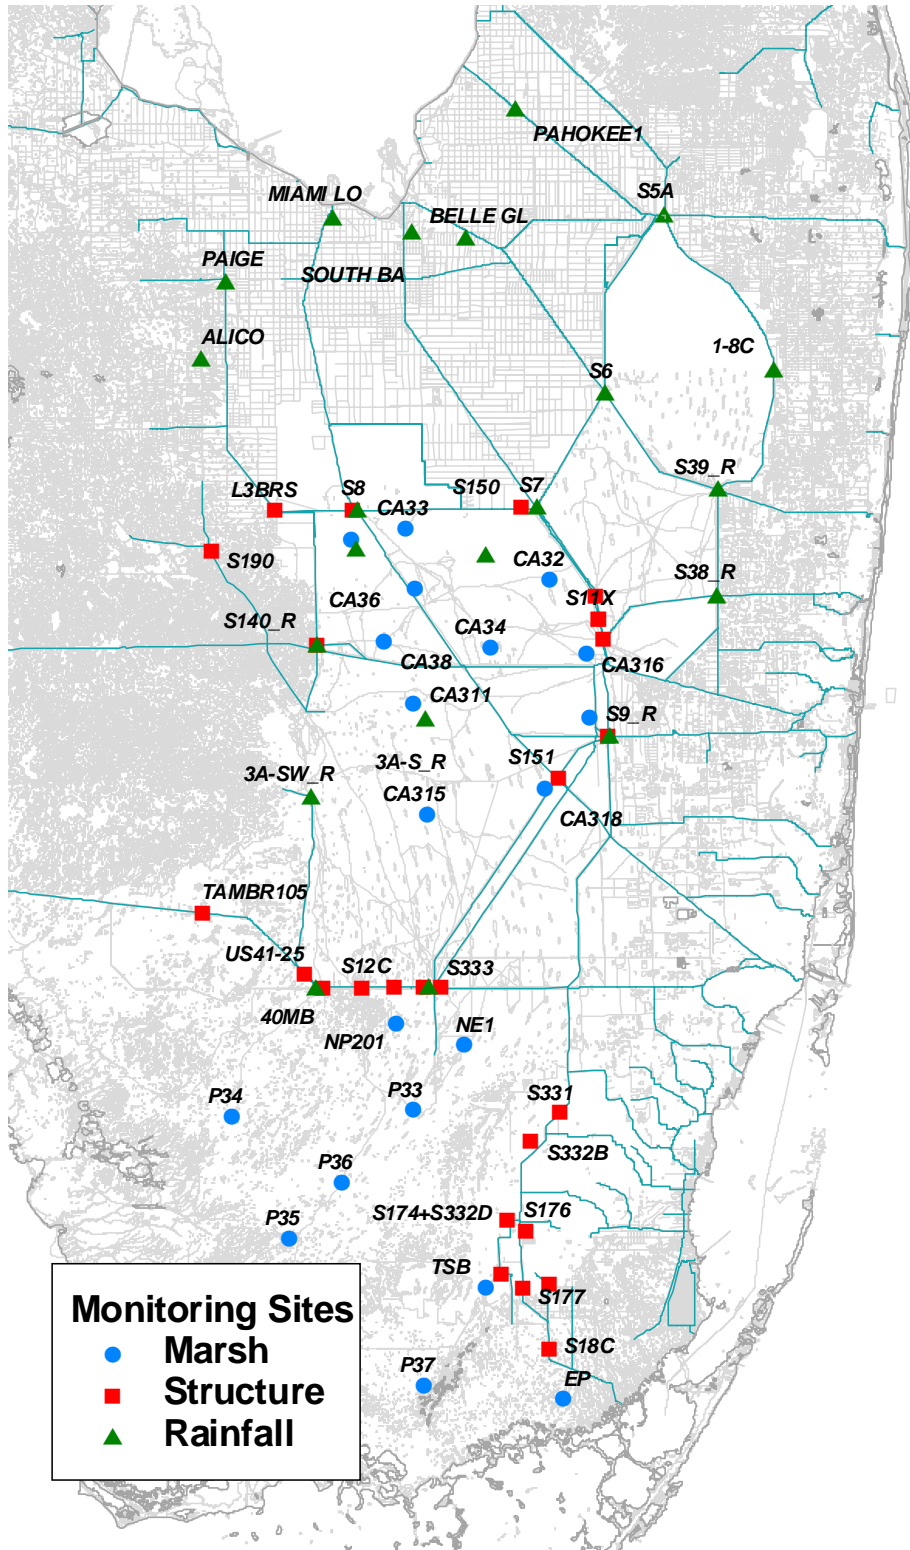 PAHOKEE1
MIAMI LO
S5A
BELLE GL
PAIGE
SOUTH BA
ALICO
1-8C
S6
S39_R
L3BRS
S8
S150
S7
CA33
S190
CA32
S38_R
CA36
S11X
S140_R
CA34
CA38
CA316
CA311
S9_R
3A-S_R
S151
3A-SW_R
CA315
CA318
TAMBR105
US41-25
S12C
S333
40MB
NP201
NE1
P34
P33
S331
S332B
P36
S174+S332D
S176
P35
TSB
S177
S18C
P37
EP
Monitoring Sites
Marsh
Structure
Rainfall